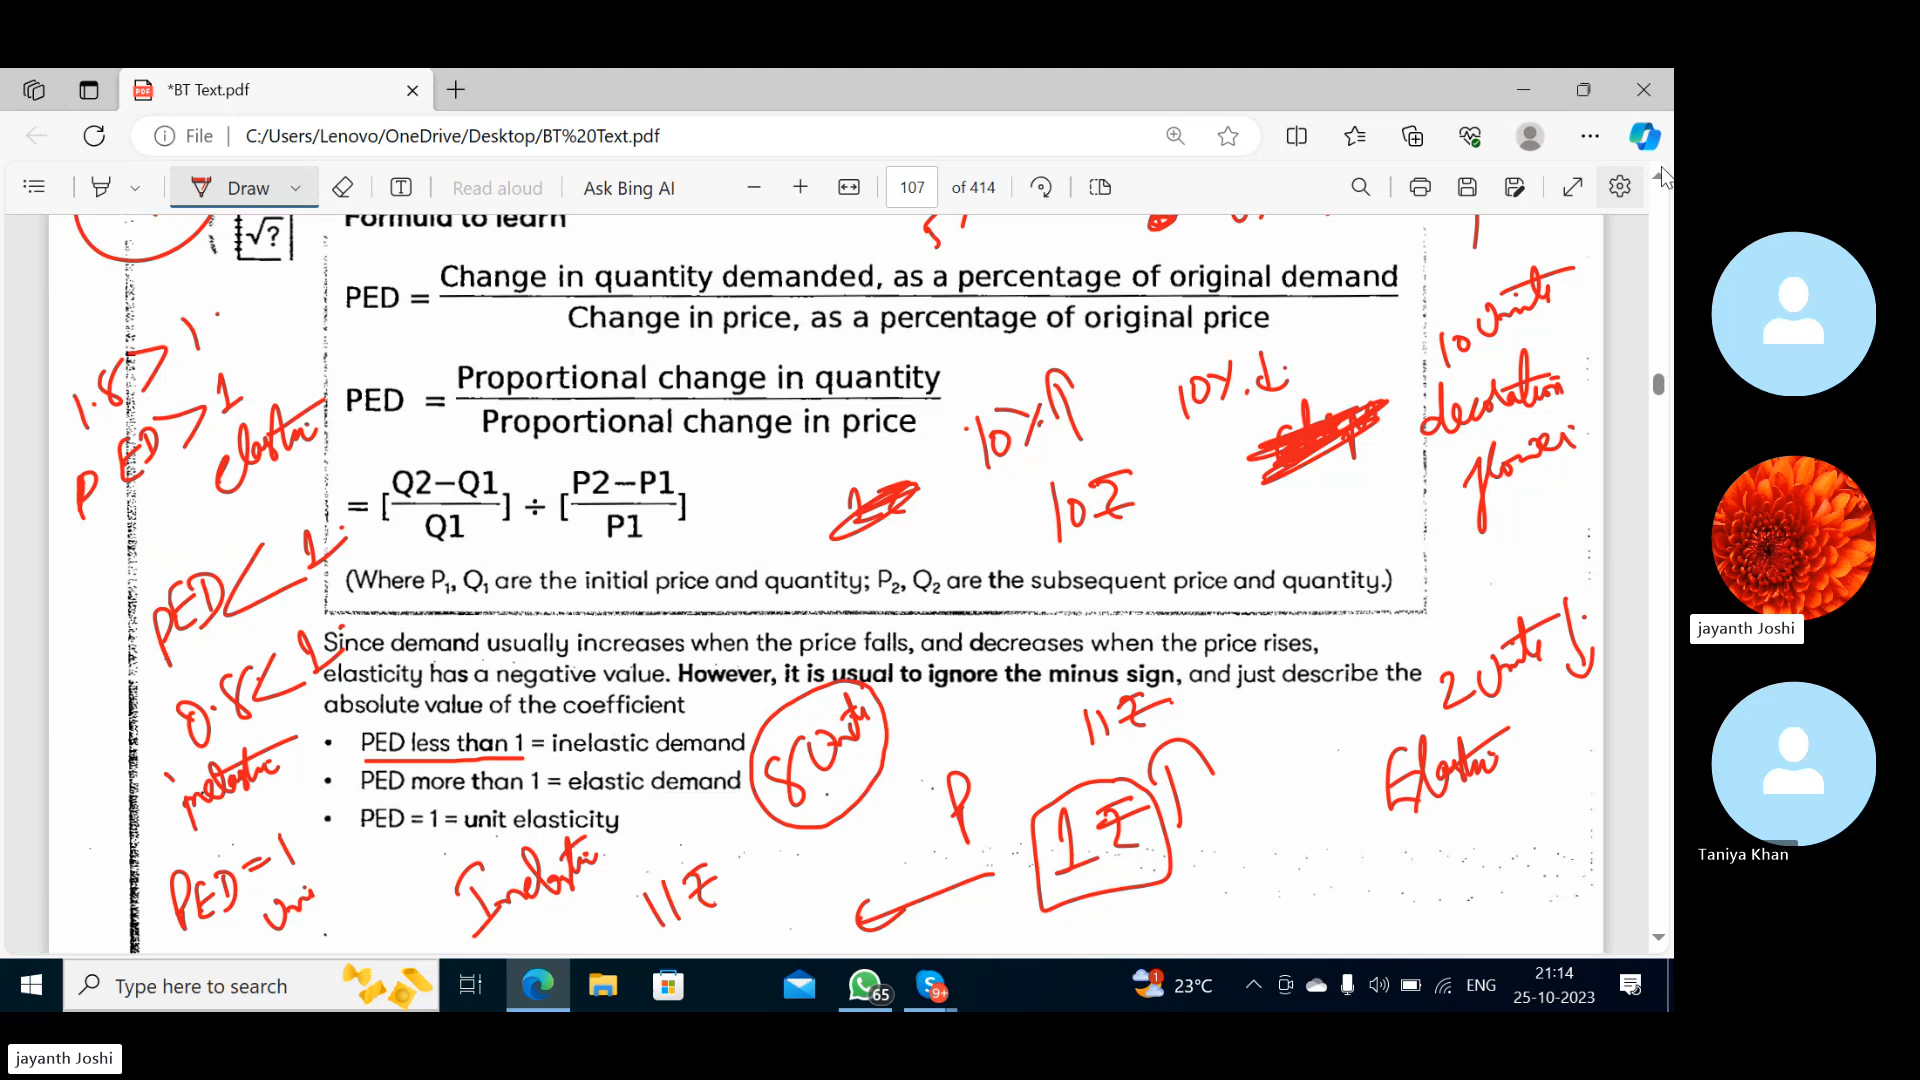 *BT Text.pdf
File
C:/Users/Lenovo/OneDrive/Desktop/BT%20Text.pdf
Draw
Read aloud
Ask Bing AI
107 of 414
√?
Formula to learn
PED = Change in quantity demanded, as a percentage of original demand
Change in price, as a percentage of original price
PED = Proportional change in quantity
Proportional change in price
= [Q2−Q1
Q1] ÷ [P2−P1
P1]
(Where P₁, Q₁ are the initial price and quantity; P₂, Q₂ are the subsequent price and quantity.)
Since demand usually increases when the price falls, and decreases when the price rises,
elasticity has a negative value. However, it is usual to ignore the minus sign, and just describe the
absolute value of the coefficient
• PED less than 1 = inelastic demand
• PED more than 1 = elastic demand
• PED = 1 = unit elasticity
1.8 > 1
PED > 1
elastic
PED < 1
0.8 < 1
inelastic
PED = 1
10%↑
10%.↓
10 units
decoration
flower
2 units ↓
Elastic
8 units
P
Inelastic
jayanth Joshi
Taniya Khan
Type here to search
65
9+
1
23°C
ENG
21:14
25-10-2023
jayanth Joshi